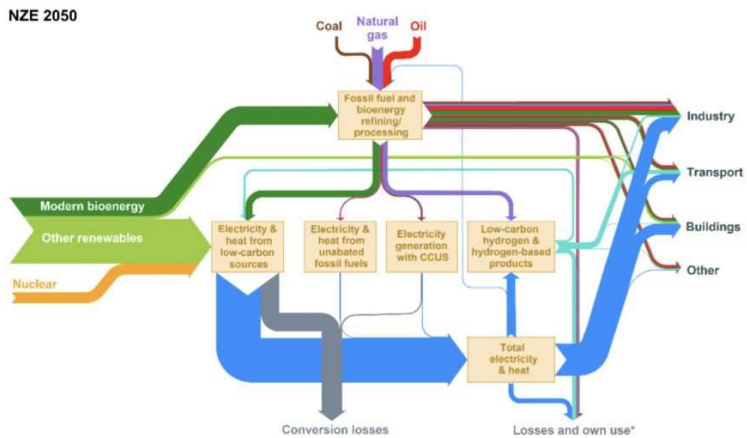 NZE 2050
Coal
Natural
gas
Oil
Fossil fuel and
bioenergy
refining/
processing
Industry
Transport
Buildings
Other
Modern bioenergy
Other renewables
Nuclear
Electricity &
heat from
low-carbon
sources
Electricity &
heat from
unabated
fossil fuels
Electricity
generation
with CCUS
Low-carbon
hydrogen &
hydrogen-based
products
Total
electricity
& heat
Conversion losses
Losses and own use*